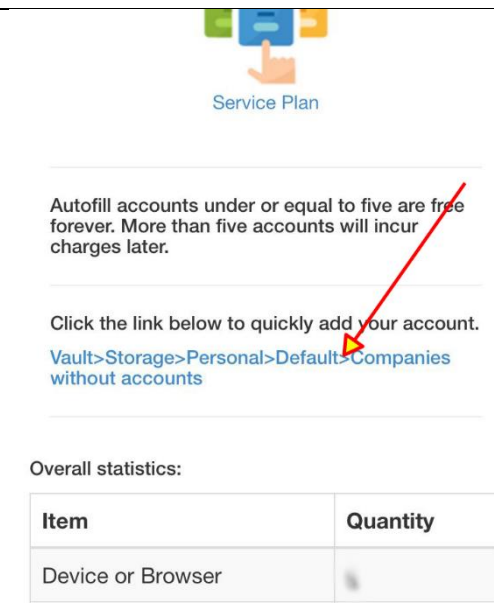 Service Plan
Autofill accounts under or equal to five are free
forever. More than five accounts will incur
charges later.
Click the link below to quickly add your account.
Vault>Storage>Personal>Default>Companies
without accounts
Overall statistics:
Item Quantity
Device or Browser